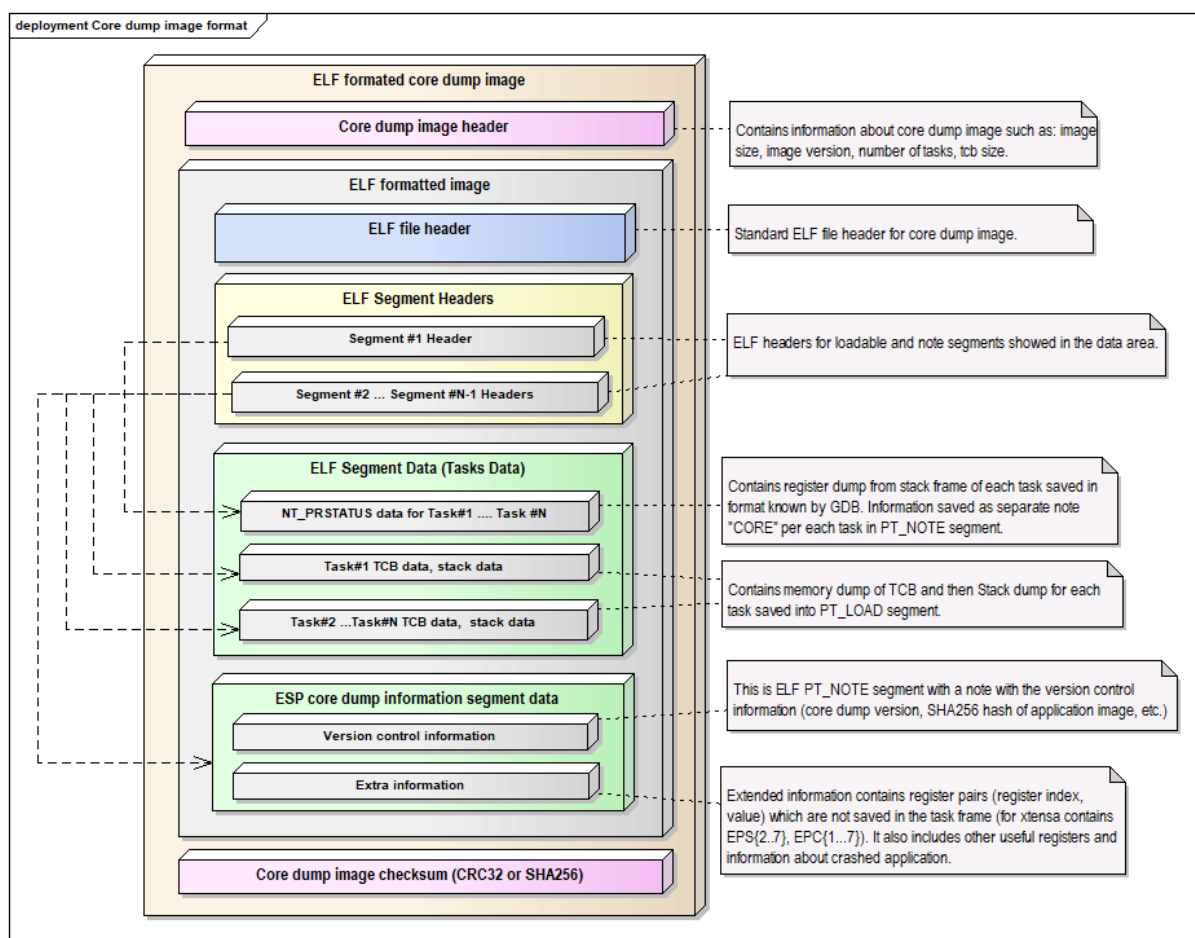 deployment Core dump image format
ELF formated core dump image
Core dump image header
Contains information about core dump image such as: image
size, image version, number of tasks, tcb size.
ELF formatted image
ELF file header
Standard ELF file header for core dump image.
ELF Segment Headers
Segment #1 Header
ELF headers for loadable and note segments showed in the data area.
Segment #2 ... Segment #N-1 Headers
ELF Segment Data (Tasks Data)
NT_PRSTATUS data for Task#1 .... Task #N
Contains register dump from stack frame of each task saved in
format known by GDB. Information saved as separate note
"CORE" per each task in PT_NOTE segment.
Task#1 TCB data, stack data
Contains memory dump of TCB and then Stack dump for each
task saved into PT_LOAD segment.
Task#2 ...Task#N TCB data, stack data
ESP core dump information segment data
This is ELF PT_NOTE segment with a note with the version control
information (core dump version, SHA256 hash of application image, etc.)
Version control information
Extra information
Extended information contains register pairs (register index,
value) which are not saved in the task frame (for xtensa contains
EPS{2..7}, EPC{1...7}). It also includes other useful registers and
information about crashed application.
Core dump image checksum (CRC32 or SHA256)